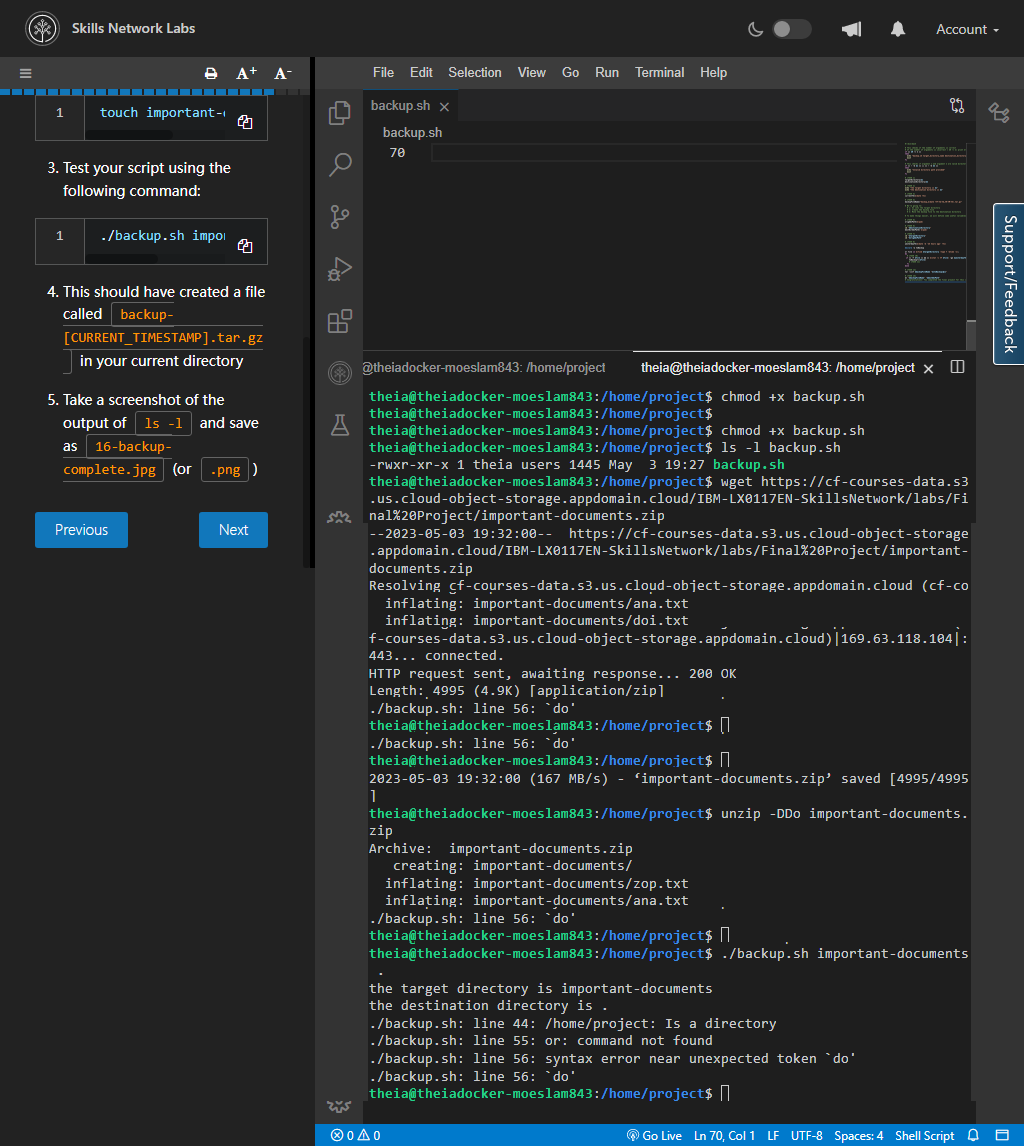 Skills Network Labs
Account
A+ A-
1 touch important-
3. Test your script using the
following command:
1 ./backup.sh impor
4. This should have created a file
called backup-
[CURRENT_TIMESTAMP].tar.gz
in your current directory
5. Take a screenshot of the
output of ls -l and save
as 16-backup-
complete.jpg (or .png )
Previous Next
File Edit Selection View Go Run Terminal Help
backup.sh
backup.sh
70
Support/Feedback
@theiadocker-moeslam843: /home/project theia@theiadocker-moeslam843: /home/project
theia@theiadocker-moeslam843:/home/project$ chmod +x backup.sh
theia@theiadocker-moeslam843:/home/project$
theia@theiadocker-moeslam843:/home/project$ chmod +x backup.sh
theia@theiadocker-moeslam843:/home/project$ ls -l backup.sh
-rwxr-xr-x 1 theia users 1445 May  3 19:27 backup.sh
theia@theiadocker-moeslam843:/home/project$ wget https://cf-courses-data.s3
.us.cloud-object-storage.appdomain.cloud/IBM-LX0117EN-SkillsNetwork/labs/Fi
nal%20Project/important-documents.zip
--2023-05-03 19:32:00--  https://cf-courses-data.s3.us.cloud-object-storage
.appdomain.cloud/IBM-LX0117EN-SkillsNetwork/labs/Final%20Project/important-
documents.zip
Resolving cf-courses-data.s3.us.cloud-object-storage.appdomain.cloud (cf-co
inflating: important-documents/ana.txt
inflating: important-documents/doi.txt
f-courses-data.s3.us.cloud-object-storage.appdomain.cloud)|169.63.118.104|:
443... connected.
HTTP request sent, awaiting response... 200 OK
Length: 4995 (4.9K) [application/zip]
./backup.sh: line 56: `do'
theia@theiadocker-moeslam843:/home/project$
./backup.sh: line 56: `do'
theia@theiadocker-moeslam843:/home/project$
2023-05-03 19:32:00 (167 MB/s) - ‘important-documents.zip’ saved [4995/4995
]
theia@theiadocker-moeslam843:/home/project$ unzip -DDo important-documents.
zip
Archive:  important-documents.zip
creating: important-documents/
inflating: important-documents/zop.txt
inflating: important-documents/ana.txt
./backup.sh: line 56: `do'
theia@theiadocker-moeslam843:/home/project$
theia@theiadocker-moeslam843:/home/project$ ./backup.sh important-documents
.
the target directory is important-documents
the destination directory is .
./backup.sh: line 44: /home/project: Is a directory
./backup.sh: line 55: or: command not found
./backup.sh: line 56: syntax error near unexpected token `do'
./backup.sh: line 56: `do'
theia@theiadocker-moeslam843:/home/project$
0 0 Go Live Ln 70, Col 1 LF UTF-8 Spaces: 4 Shell Script